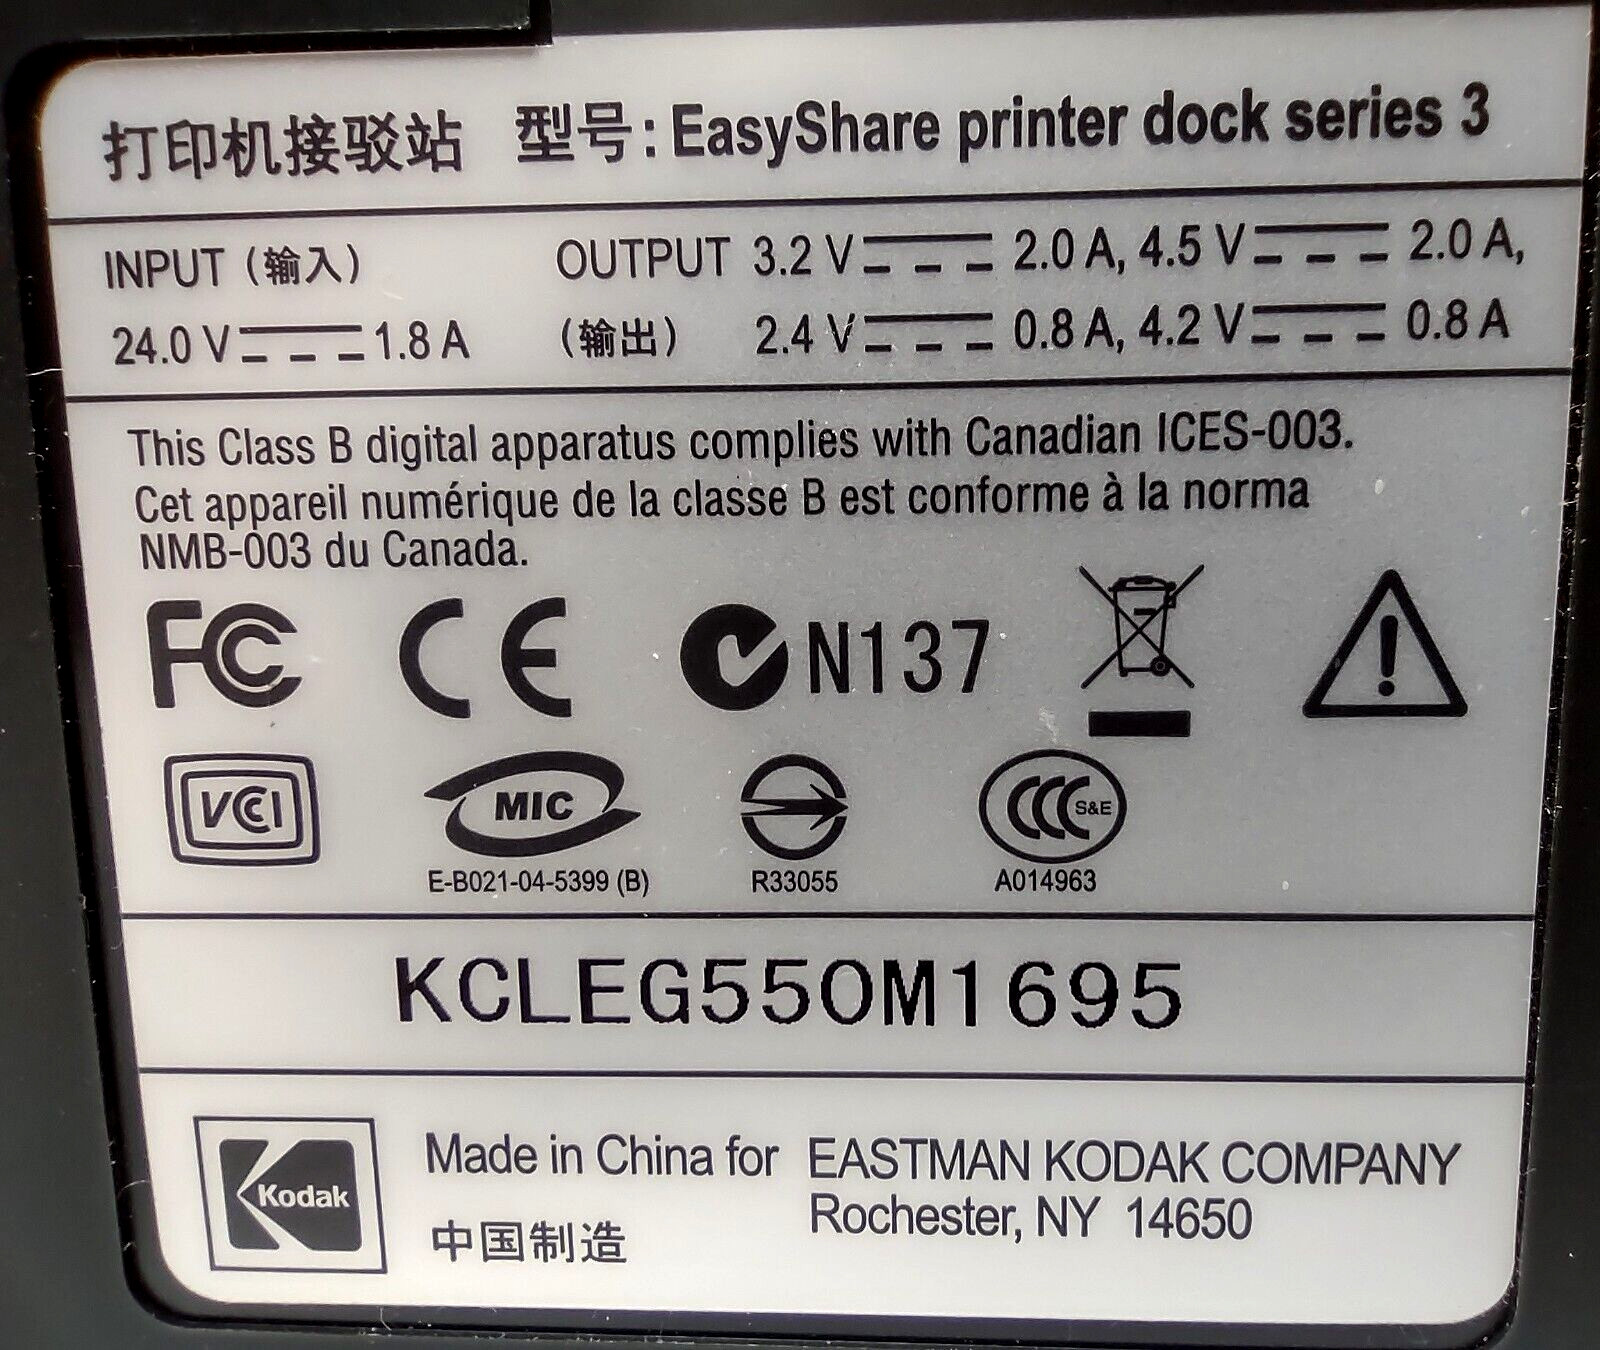 打印机接驳站 型号: EasyShare printer dock series 3
INPUT (输入) OUTPUT 3.2 V ⎓ 2.0 A, 4.5 V ⎓ 2.0 A,
24.0 V ⎓ 1.8 A (输出) 2.4 V ⎓ 0.8 A, 4.2 V ⎓ 0.8 A
This Class B digital apparatus complies with Canadian ICES-003.
Cet appareil numérique de la classe B est conforme à la norma
NMB-003 du Canada.
FC CE N137
VCCI MIC CCC S&E
E-B021-04-5399 (B) R33055 A014963
KCLEG550M1695
Kodak
Made in China for EASTMAN KODAK COMPANY
中国制造 Rochester, NY 14650